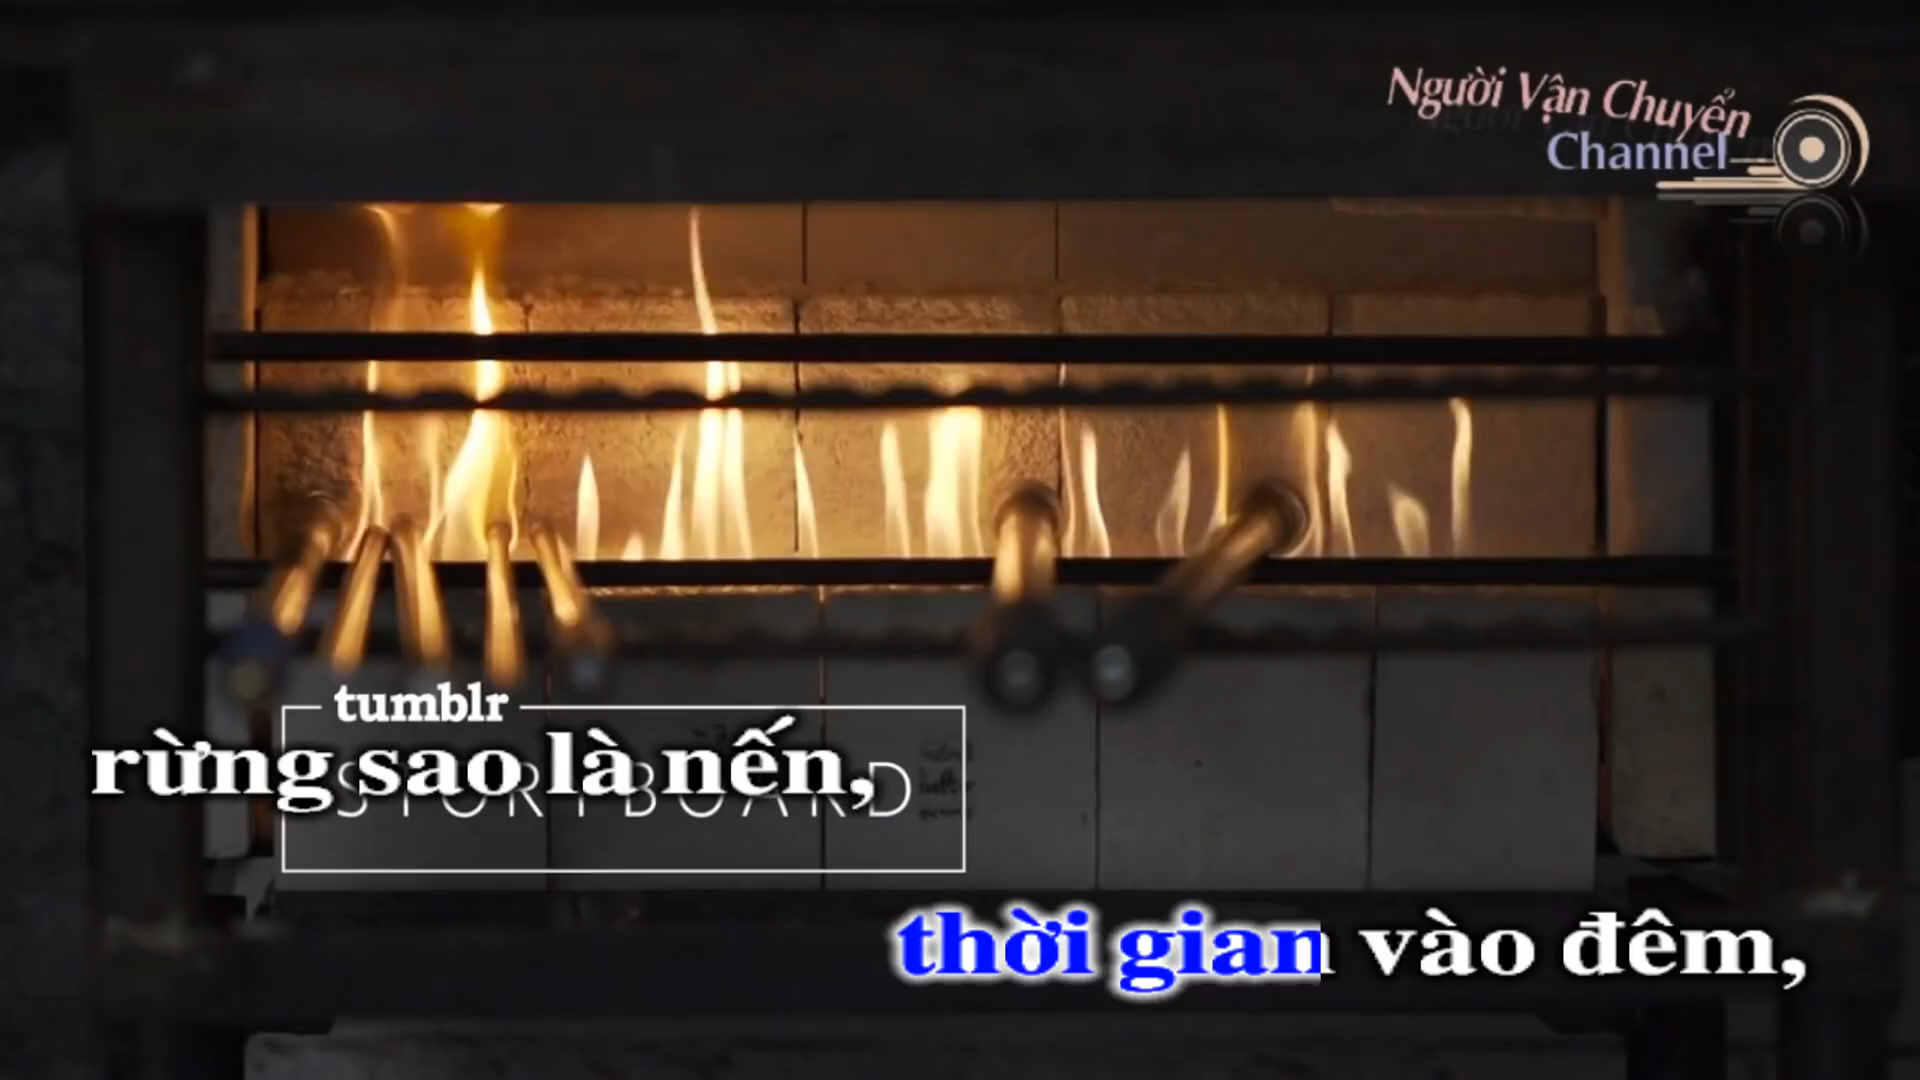 Người Vận Chuyển
Channel
tumblr
rừng sao là nến,
STORYBOARD
thời gian vào đêm,